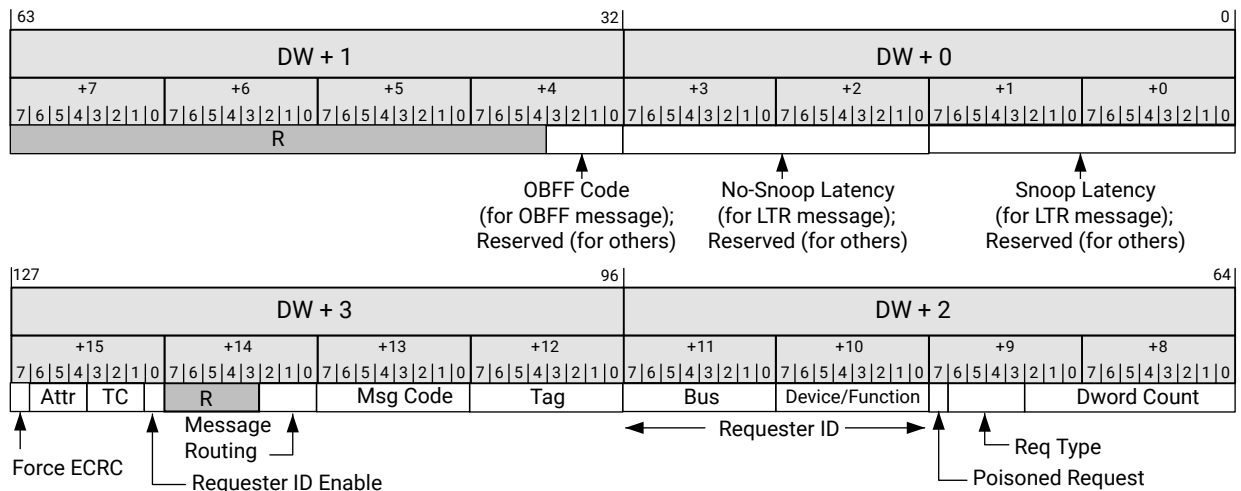 63 32 0
DW + 1 DW + 0
+7 +6 +5 +4 +3 +2 +1 +0
7 6 5 4 3 2 1 0 7 6 5 4 3 2 1 0 7 6 5 4 3 2 1 0 7 6 5 4 3 2 1 0 7 6 5 4 3 2 1 0 7 6 5 4 3 2 1 0 7 6 5 4 3 2 1 0 7 6 5 4 3 2 1 0
R
OBFF Code No-Snoop Latency Snoop Latency
(for OBFF message); (for LTR message); (for LTR message);
Reserved (for others) Reserved (for others) Reserved (for others)
127 96 64
DW + 3 DW + 2
+15 +14 +13 +12 +11 +10 +9 +8
7 6 5 4 3 2 1 0 7 6 5 4 3 2 1 0 7 6 5 4 3 2 1 0 7 6 5 4 3 2 1 0 7 6 5 4 3 2 1 0 7 6 5 4 3 2 1 0 7 6 5 4 3 2 1 0 7 6 5 4 3 2 1 0
Attr TC R Msg Code Tag Bus Device/Function Dword Count
Message Requester ID
Routing Req Type
Force ECRC Poisoned Request
Requester ID Enable